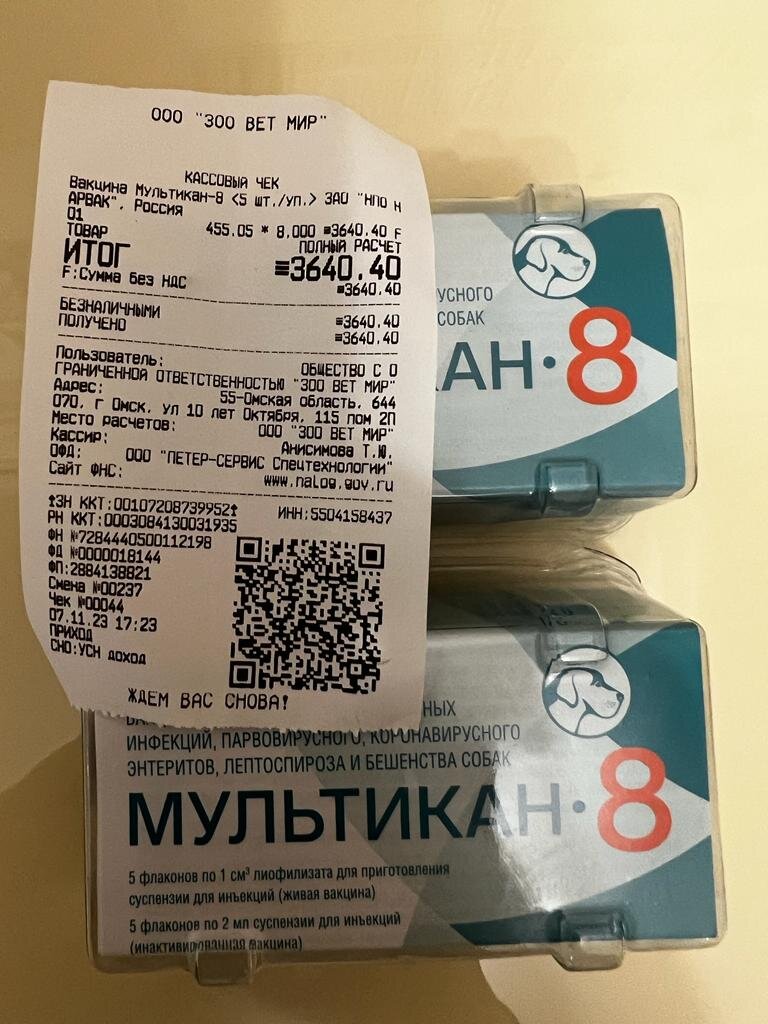 ООО "ЗОО ВЕТ МИР"
КАССОВЫЙ ЧЕК
Вакцина Мультикан-8 <5 шт./уп.> ЗАО "НПО Н
АРВАК", Россия
01
ТОВАР 455.05 * 8.000 ≡3640.40 F
ПОЛНЫЙ РАСЧЕТ
ИТОГ ≡3640.40
F:Сумма без НДС ≡3640.40
БЕЗНАЛИЧНЫМИ ≡3640.40
ПОЛУЧЕНО ≡3640.40
Пользователь: ОБЩЕСТВО С О
ГРАНИЧЕННОЙ ОТВЕТСТВЕННОСТЬЮ "ЗОО ВЕТ МИР"
Адрес: 55-Омская область, 644
070, г Омск, ул 10 лет Октября, 115 пом 2П
Место расчетов: ООО "ЗОО ВЕТ МИР"
Кассир: Анисимова Т.Ю.
ОФД: ООО "ПЕТЕР-СЕРВИС Спецтехнологии"
Сайт ФНС: www.nalog.gov.ru
ЗН ККТ:00107208739952
РН ККТ:0003084130031935 ИНН:5504158437
ФН №7284440500112198
ФД №0000018144
ФП:2884138821
Смена №00237
Чек №00044
07.11.23 17:23
ПРИХОД
СНО:УСН доход
ЖДЕМ ВАС СНОВА!
УСНОГО
СОБАК
КАН·8
НЫХ
ИНФЕКЦИЙ, ПАРВОВИРУСНОГО, КОРОНАВИРУСНОГО
ЭНТЕРИТОВ, ЛЕПТОСПИРОЗА И БЕШЕНСТВА СОБАК
МУЛЬТИКАН·8
5 флаконов по 1 см³ лиофилизата для приготовления
суспензии для инъекций (живая вакцина)
5 флаконов по 2 мл суспензии для инъекций
(инактивированная вакцина)